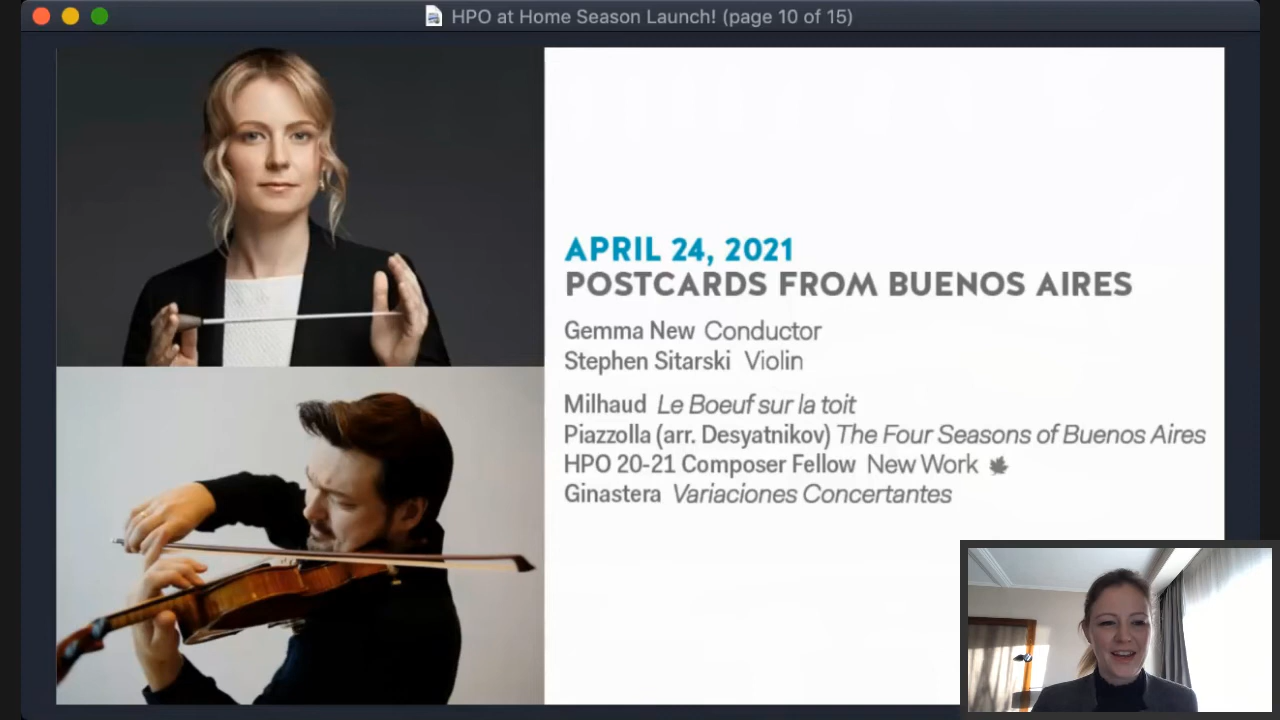 HPO at Home Season Launch! (page 10 of 15)
APRIL 24, 2021
POSTCARDS FROM BUENOS AIRES
Gemma New Conductor
Stephen Sitarski Violin
Milhaud Le Boeuf sur la toit
Piazzolla (arr. Desyatnikov) The Four Seasons of Buenos Aires
HPO 20-21 Composer Fellow New Work
Ginastera Variaciones Concertantes